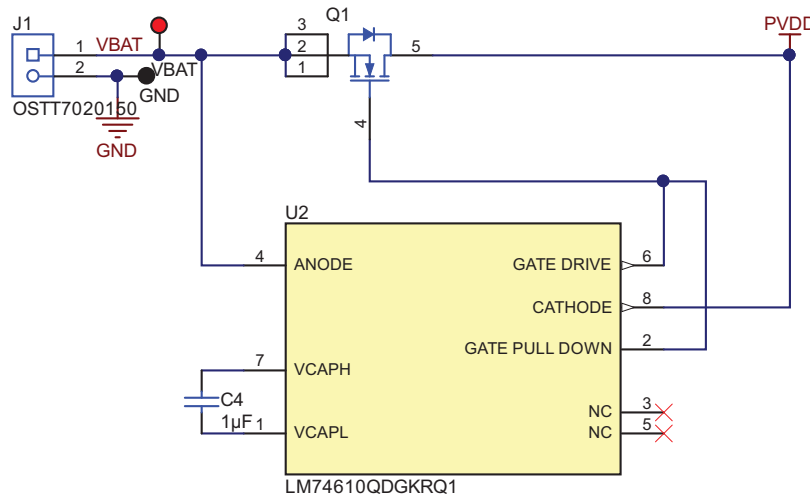 J1
Q1
PVDD
1 VBAT
VBAT
3
2
1
5
2
GND
OSTT7020150
GND
4
U2
4 ANODE
GATE DRIVE 6
CATHODE 8
GATE PULL DOWN 2
7 VCAPH
C4
1µF 1 VCAPL
NC 3
NC 5
LM74610QDGKRQ1